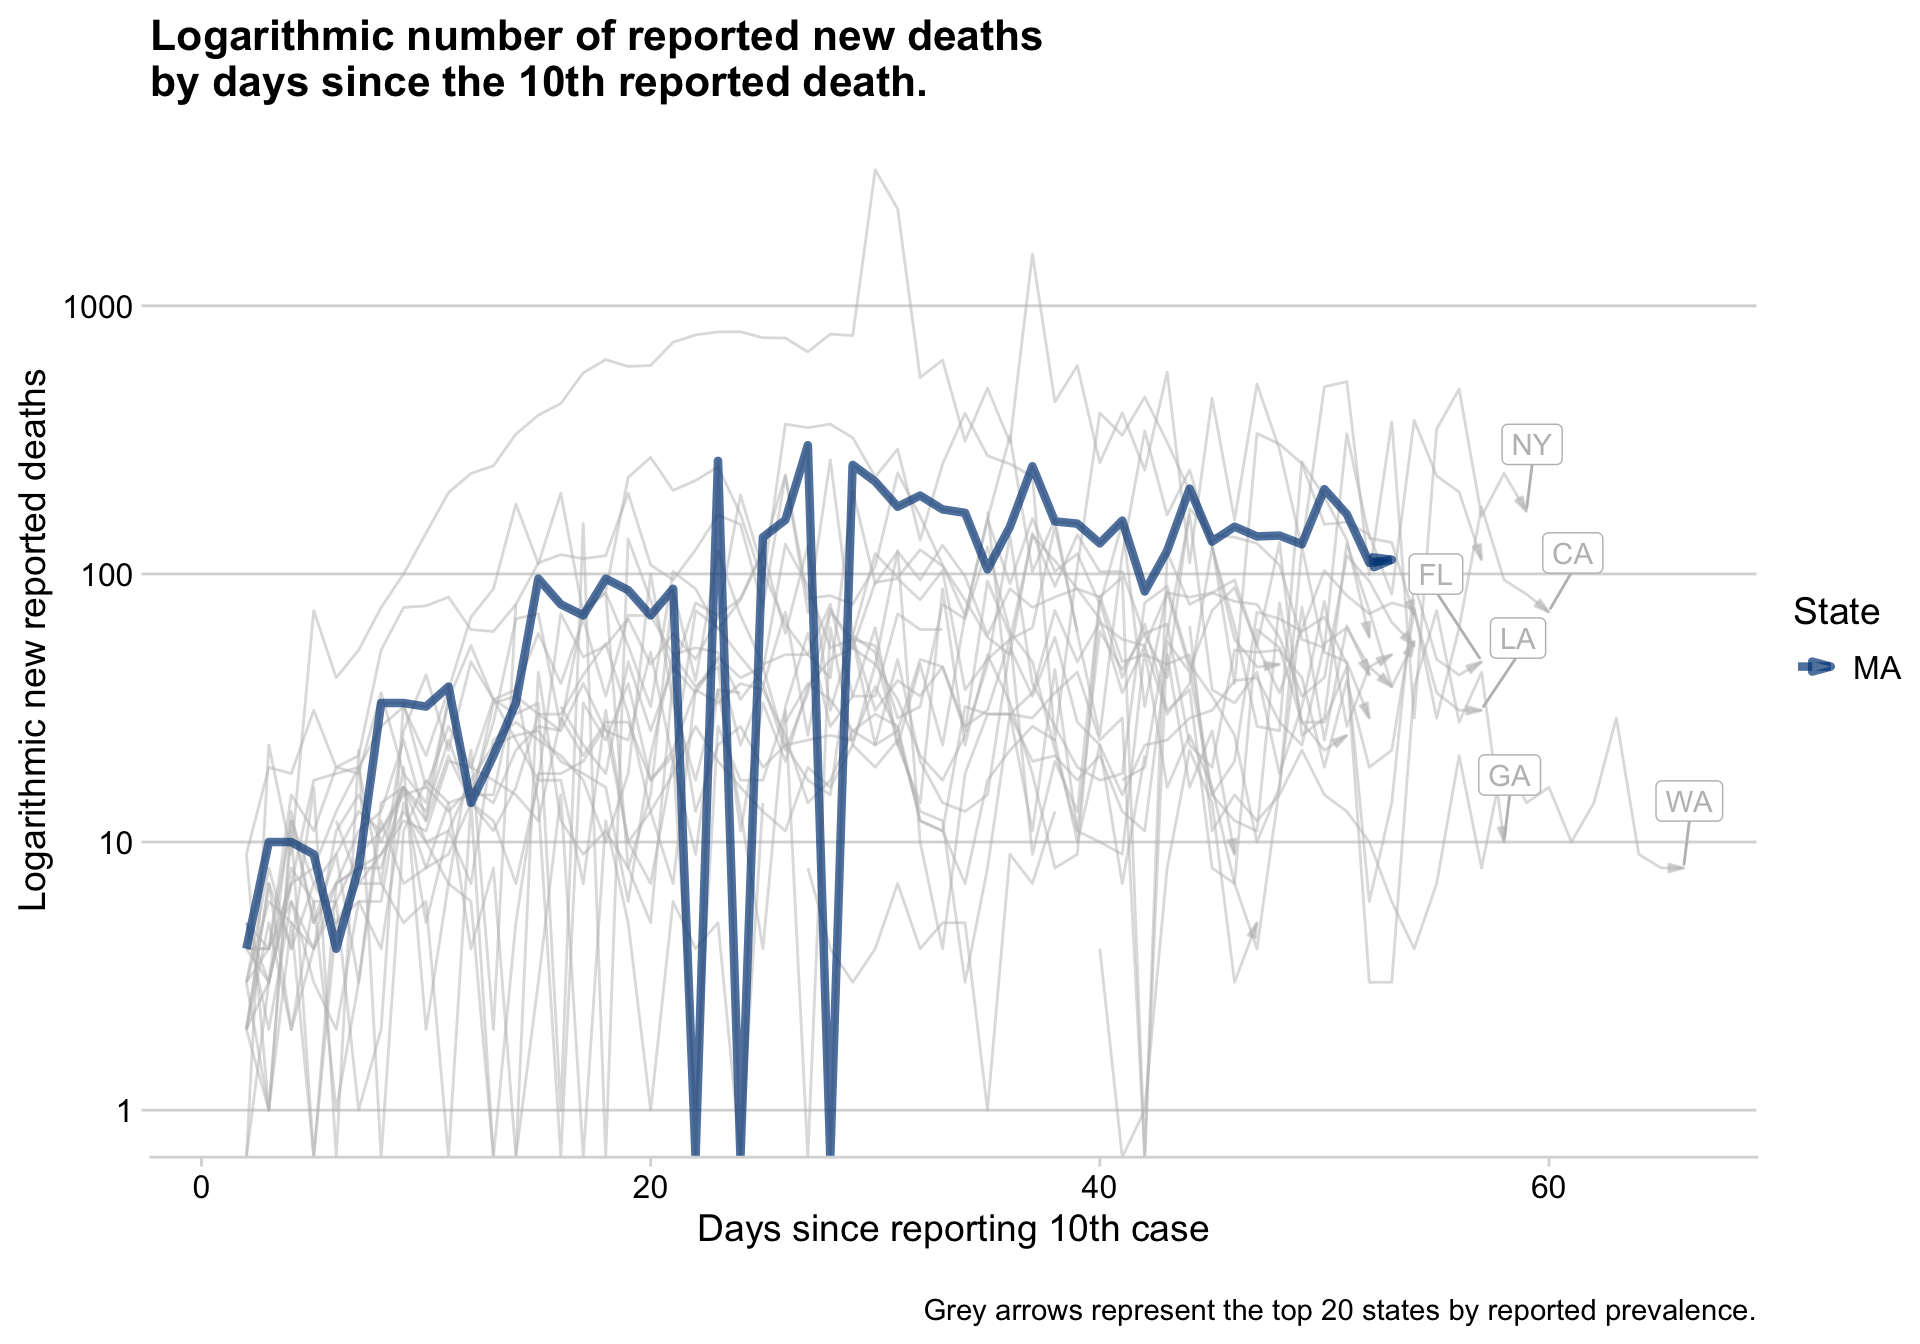 Logarithmic number of reported new deaths
by days since the 10th reported death.
Logarithmic new reported deaths
1000
100
10
1
NY
CA
FL
LA
GA
WA
State
MA
0
20
40
60
Days since reporting 10th case
Grey arrows represent the top 20 states by reported prevalence.